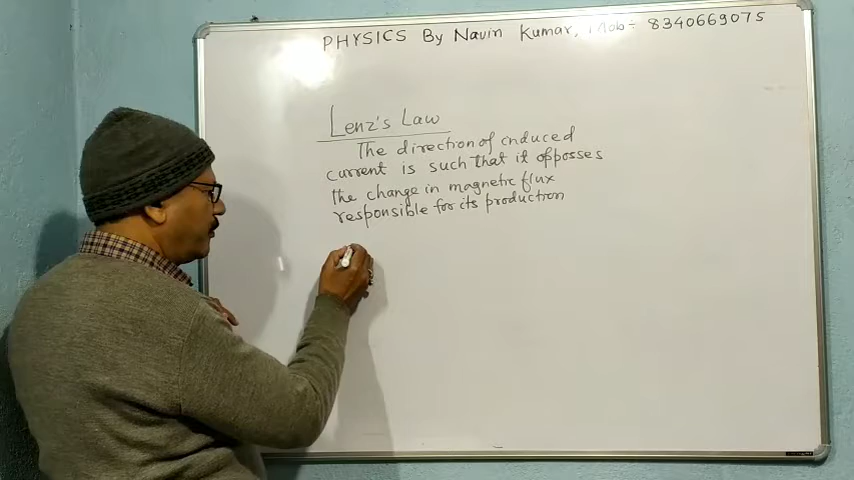 PHYSICS By Navin Kumar, Mob÷ 8340669075
Lenz's Law
The direction of induced
current is such that it opposses
the change in magnetic flux
responsible for its production